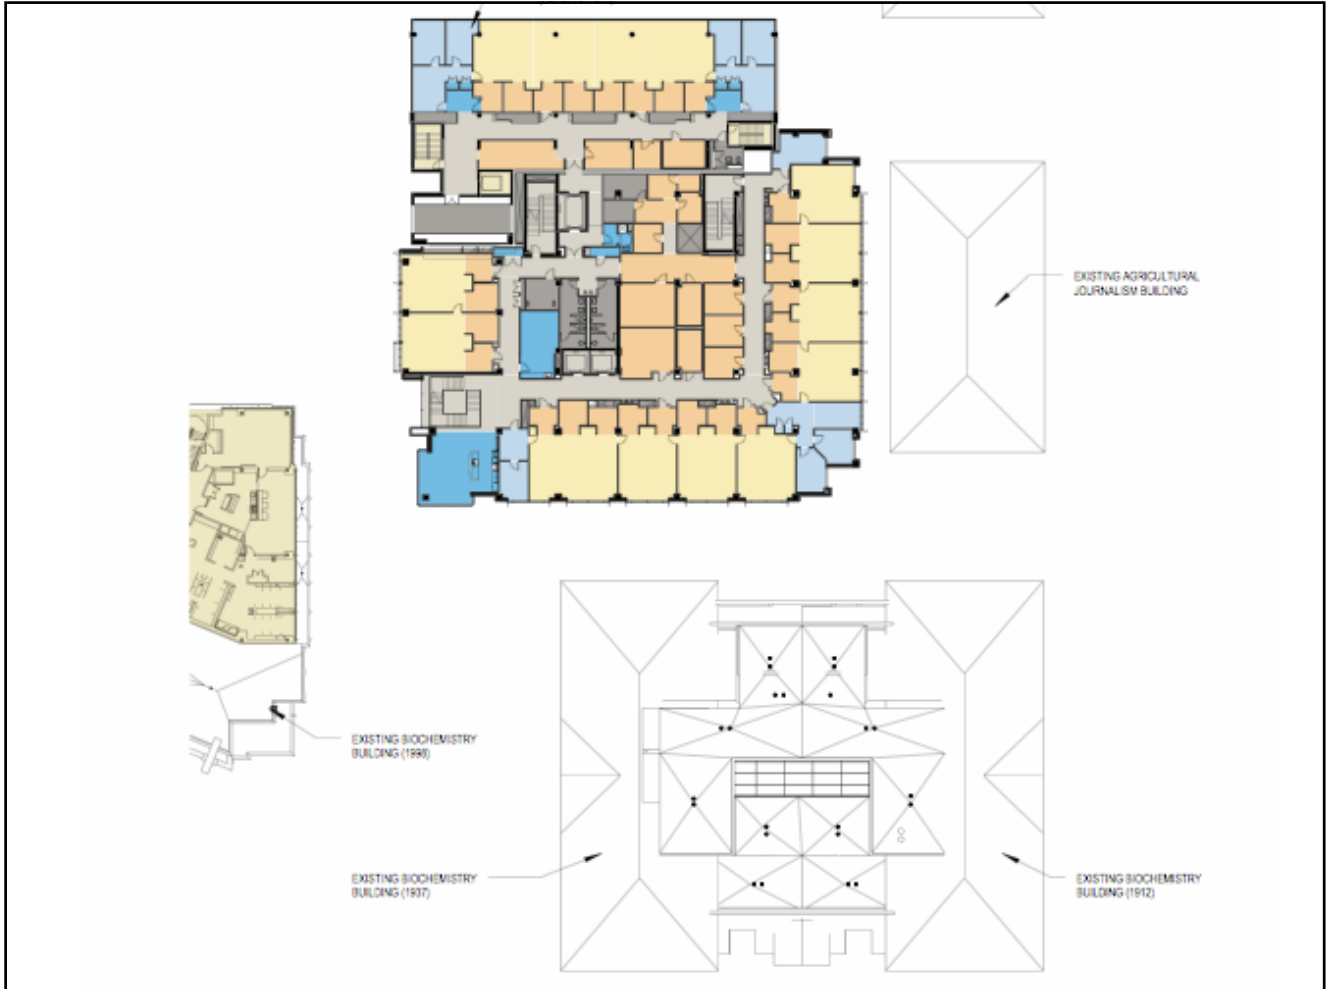 EXISTING AGRICULTURAL
JOURNALISM BUILDING
EXISTING BIOCHEMISTRY
BUILDING (1998)
EXISTING BIOCHEMISTRY
BUILDING (1937)
EXISTING BIOCHEMISTRY
BUILDING (1912)